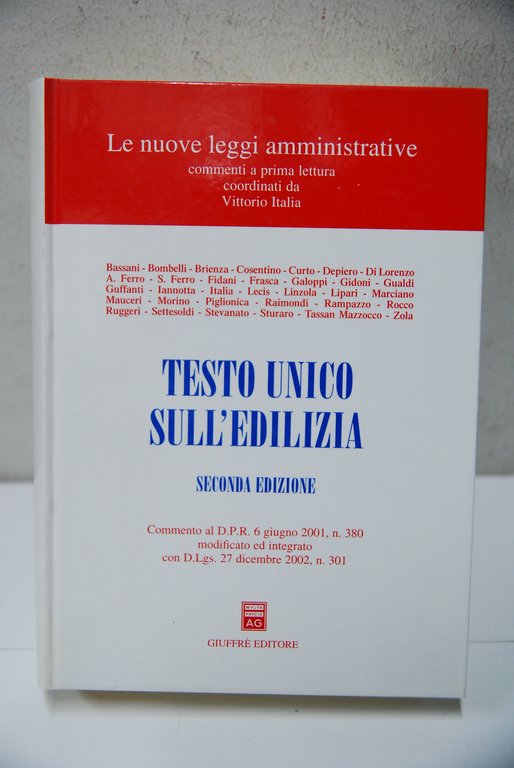 Le nuove leggi amministrative
commenti a prima lettura
coordinati da
Vittorio Italia
Bassani - Bombelli - Brienza - Cosentino - Curto - Depiero - Di Lorenzo
A. Ferro - S. Ferro - Fidani - Frasca - Galoppi - Gidoni - Gualdi
Guffanti - Iannotta - Italia - Lecis - Linzola - Lipari - Marciano
Mauceri - Morino - Piglionica - Raimondi - Rampazzo - Rocco
Ruggeri - Settesoldi - Stevanato - Sturaro - Tassan Mazzocco - Zola
TESTO UNICO
SULL'EDILIZIA
SECONDA EDIZIONE
Commento al D.P.R. 6 giugno 2001, n. 380
modificato ed integrato
con D.Lgs. 27 dicembre 2002, n. 301
MULTA
PAUCIS
AG
GIUFFRÈ EDITORE